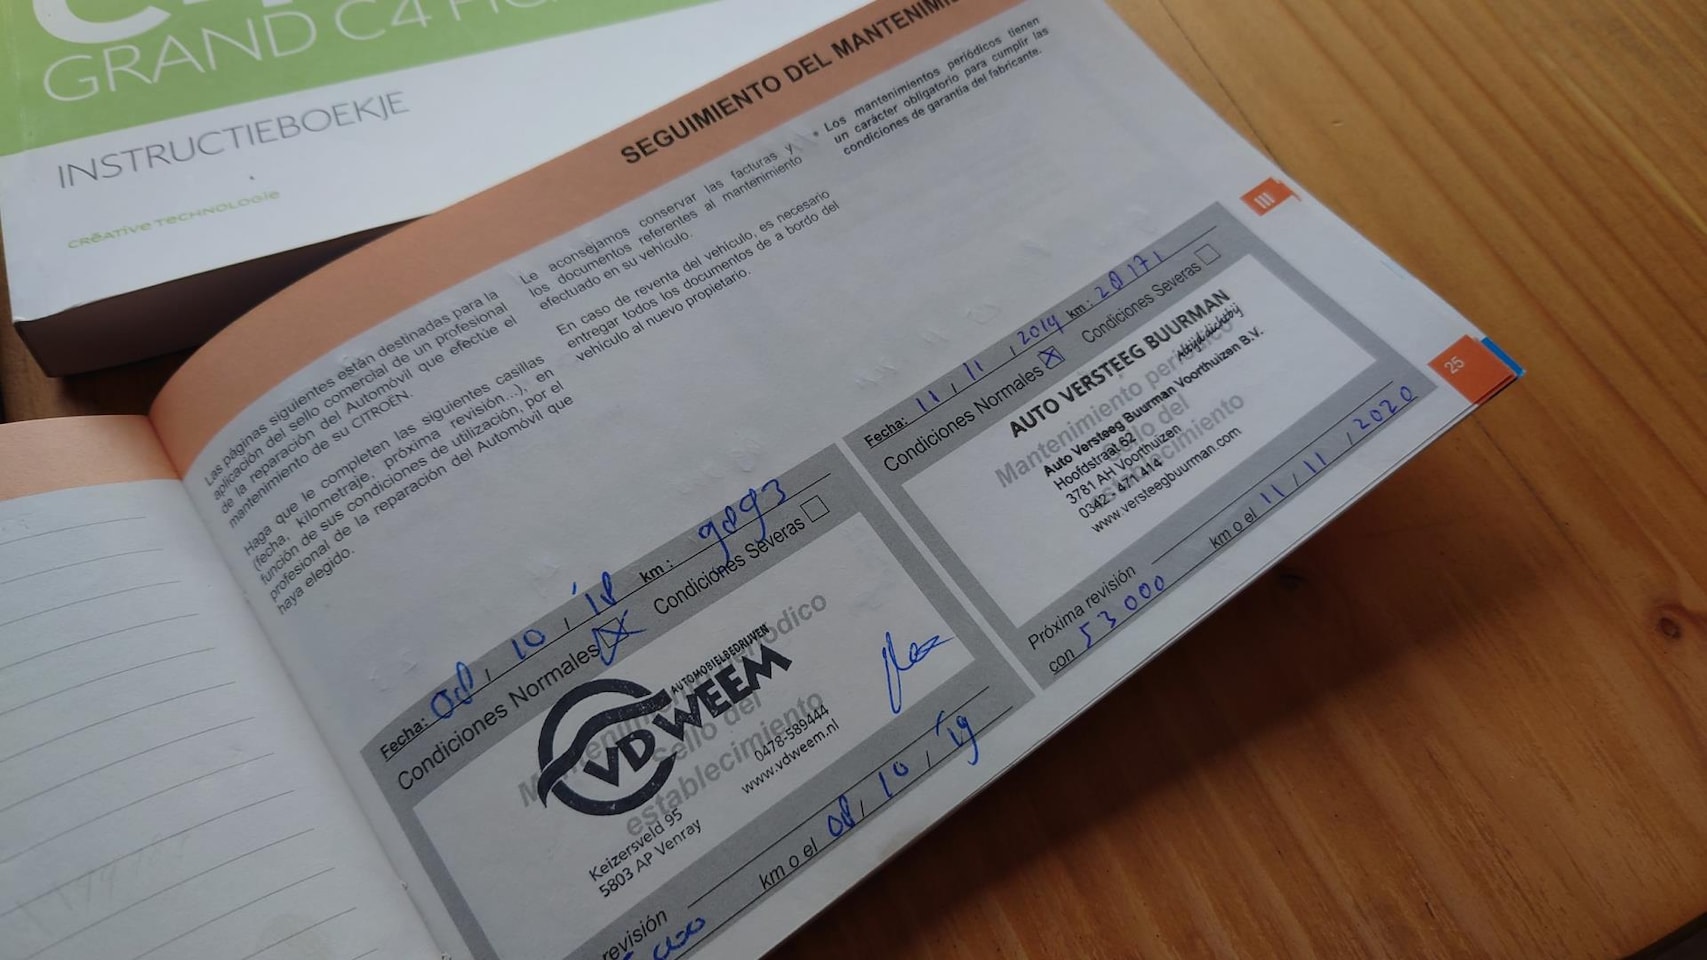 GRAND C4
INSTRUCTIEBOEKJE
CRĒATIVE TECHNOLOGIE
SEGUIMIENTO DEL
Las páginas siguientes están destinadas para la
aplicación del sello comercial de un profesional
de la reparación del Automóvil que efectúe el
mantenimiento de su CITROËN.
Haga que le completen las siguientes casillas
(fecha, kilometraje, próxima revisión...), en
función de sus condiciones de utilización, por el
profesional de la reparación del Automóvil que
haya elegido.
Le aconsejamos conservar las facturas y
los documentos referentes al mantenimiento
efectuado en su vehículo.
En caso de reventa del vehículo, es necesario
entregar todos los documentos de a bordo del
vehículo al nuevo propietario.
* Los mantenimientos periódicos tienen
un carácter obligatorio para cumplir las
condiciones de garantía del fabricante.
III
25
Fecha: 08, 10, '18 km:
Condiciones Normales Condiciones Severas
Mantenimiento periódico
Sello del
establecimiento
AUTOMOBIELBEDRIJVEN
VD WEEM
0478-589444
www.vdweem.nl
Keizersveld 95
5803 AP Venray
revisión
km o el 08, 10, '19
Fecha: 11, 11, 2019 km: 28171
Condiciones Normales Condiciones Severas
Mantenimiento periódico
Sello del
establecimiento
AUTO VERSTEEG BUURMAN
Altijd dichtbij
Auto Versteeg Buurman Voorthuizen B.V.
Hoofdstraat 62
3781 AH Voorthuizen
0342 - 471 414
www.versteegbuurman.com
Próxima revisión
con 53 000 km o el 11, 11, 2020